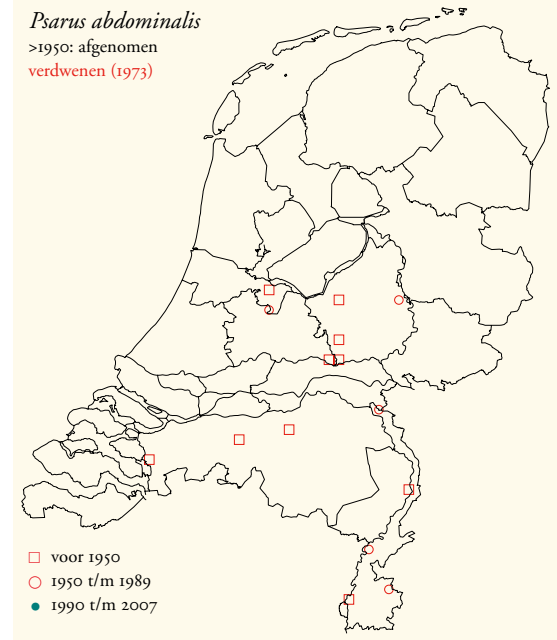 Psarus abdominalis
>1950: afgenomen
verdwenen (1973)
voor 1950
1950 t/m 1989
1990 t/m 2007